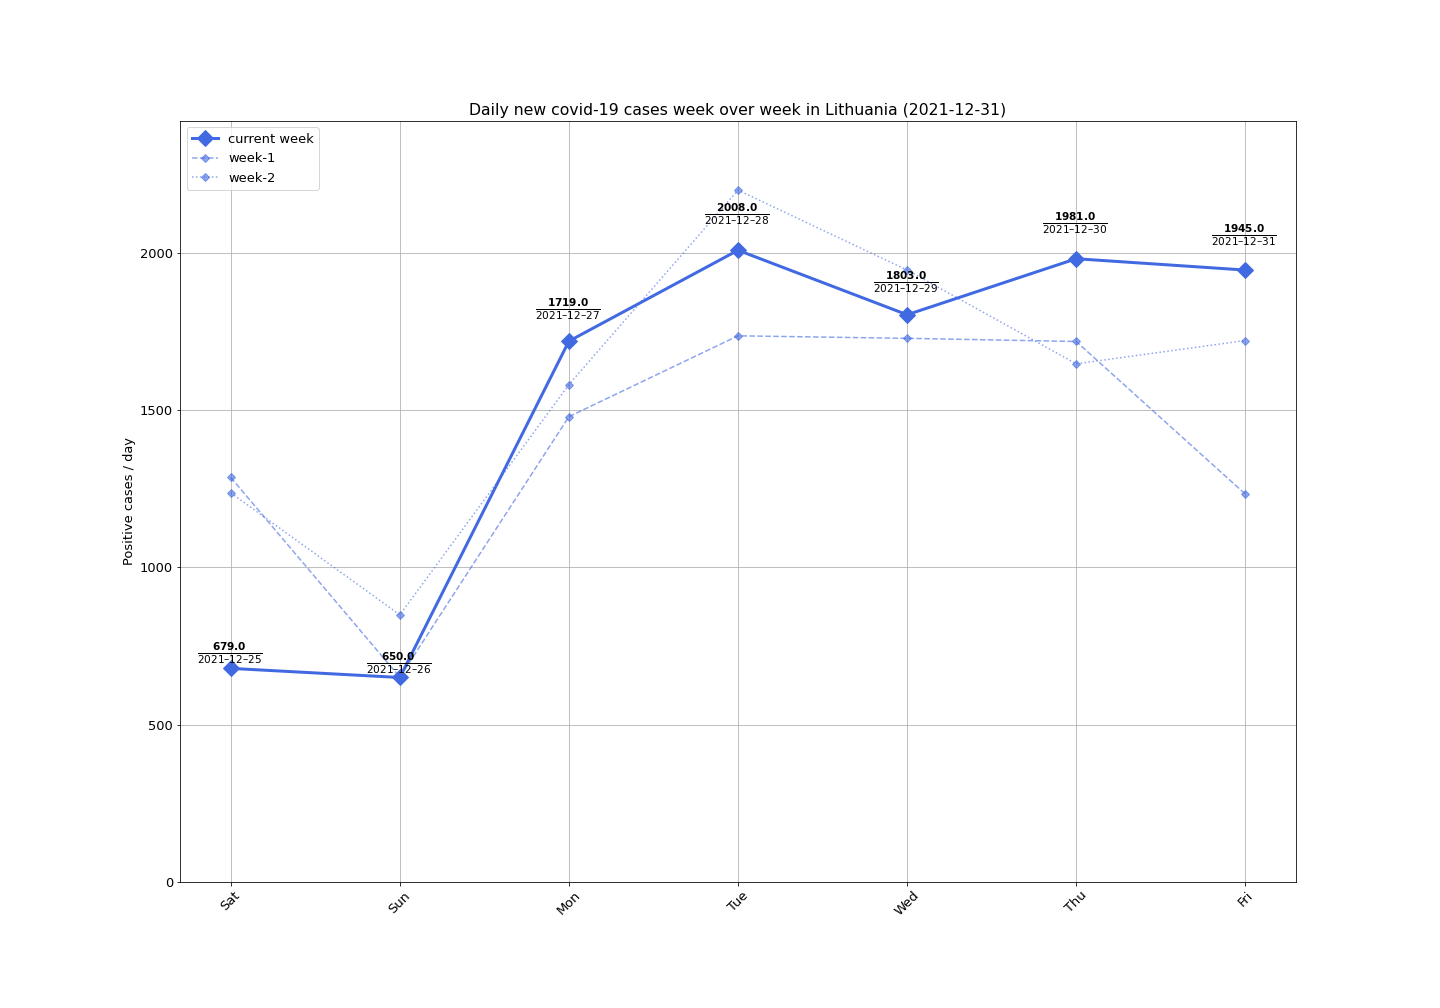 Daily new covid-19 cases week over week in Lithuania (2021-12-31)
current week
week-1
week-2
Positive cases / day
2000
1500
1000
500
0
679.0
2021–12–25
650.0
2021–12–26
1719.0
2021–12–27
2008.0
2021–12–28
1803.0
2021–12–29
1981.0
2021–12–30
1945.0
2021–12–31
Sat
Sun
Mon
Tue
Wed
Thu
Fri